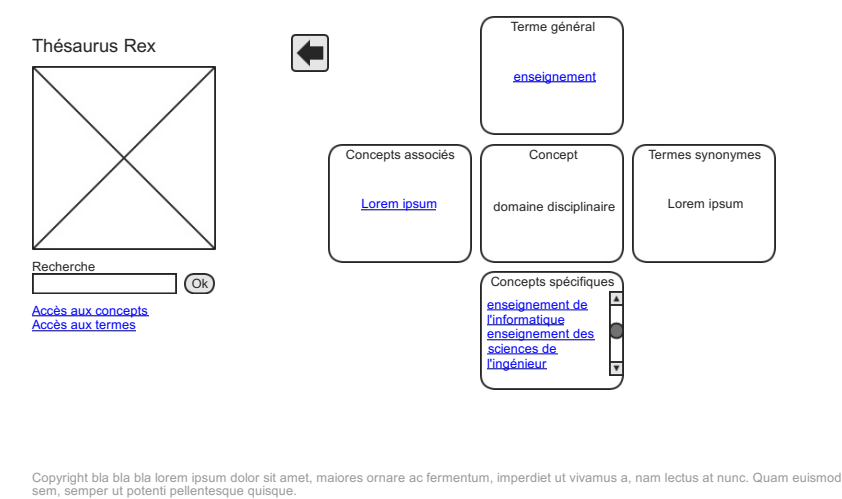 Thésaurus Rex
Recherche
Ok
Accès aux concepts
Accès aux termes
Terme général
enseignement
Concepts associés
Lorem ipsum
Concept
domaine disciplinaire
Termes synonymes
Lorem ipsum
Concepts spécifiques
enseignement de
l'informatique
enseignement des
sciences de
l'ingénieur
Copyright bla bla bla lorem ipsum dolor sit amet, maiores ornare ac fermentum, imperdiet ut vivamus a, nam lectus at nunc. Quam euismod
sem, semper ut potenti pellentesque quisque.